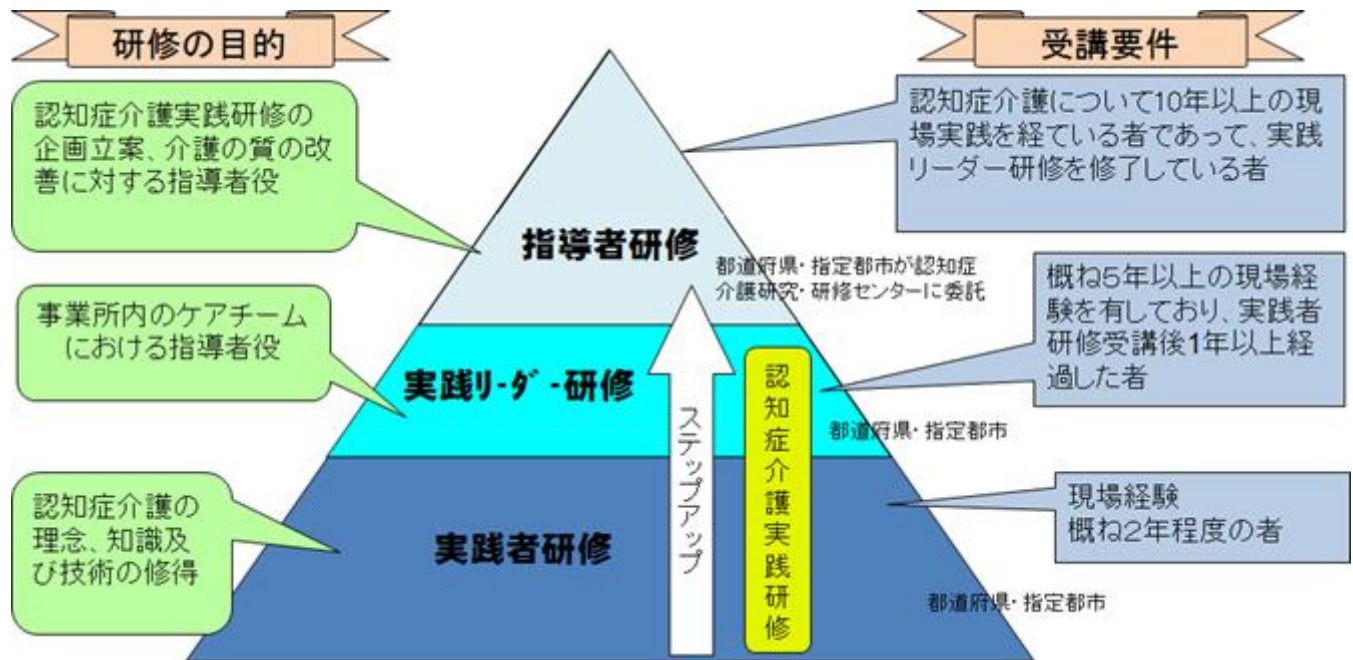 研修の目的
受講要件
認知症介護実践研修の
企画立案、介護の質の改
善に対する指導者役
認知症介護について10年以上の現
場実践を経ている者であって、実践
リーダー研修を修了している者
指導者研修
都道府県・指定都市が認知症
介護研究・研修センターに委託
事業所内のケアチーム
における指導者役
概ね5年以上の現場経
験を有しており、実践者
研修受講後1年以上経
過した者
実践ﾘ-ﾀﾞ-研修
都道府県・指定都市
ステップアップ
認知症介護実践研修
認知症介護の
理念、知識及
び技術の修得
実践者研修
現場経験
概ね2年程度の者
都道府県・指定都市